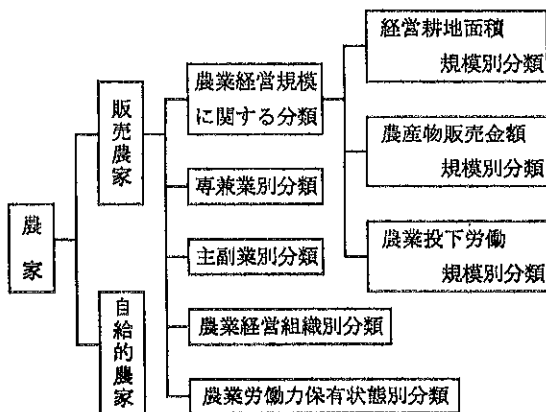 農家
販売農家
自給的農家
農業経営規模
に関する分類
専兼業別分類
主副業別分類
農業経営組織別分類
農業労働力保有状態別分類
経営耕地面積
規模別分類
農産物販売金額
規模別分類
農業投下労働
規模別分類